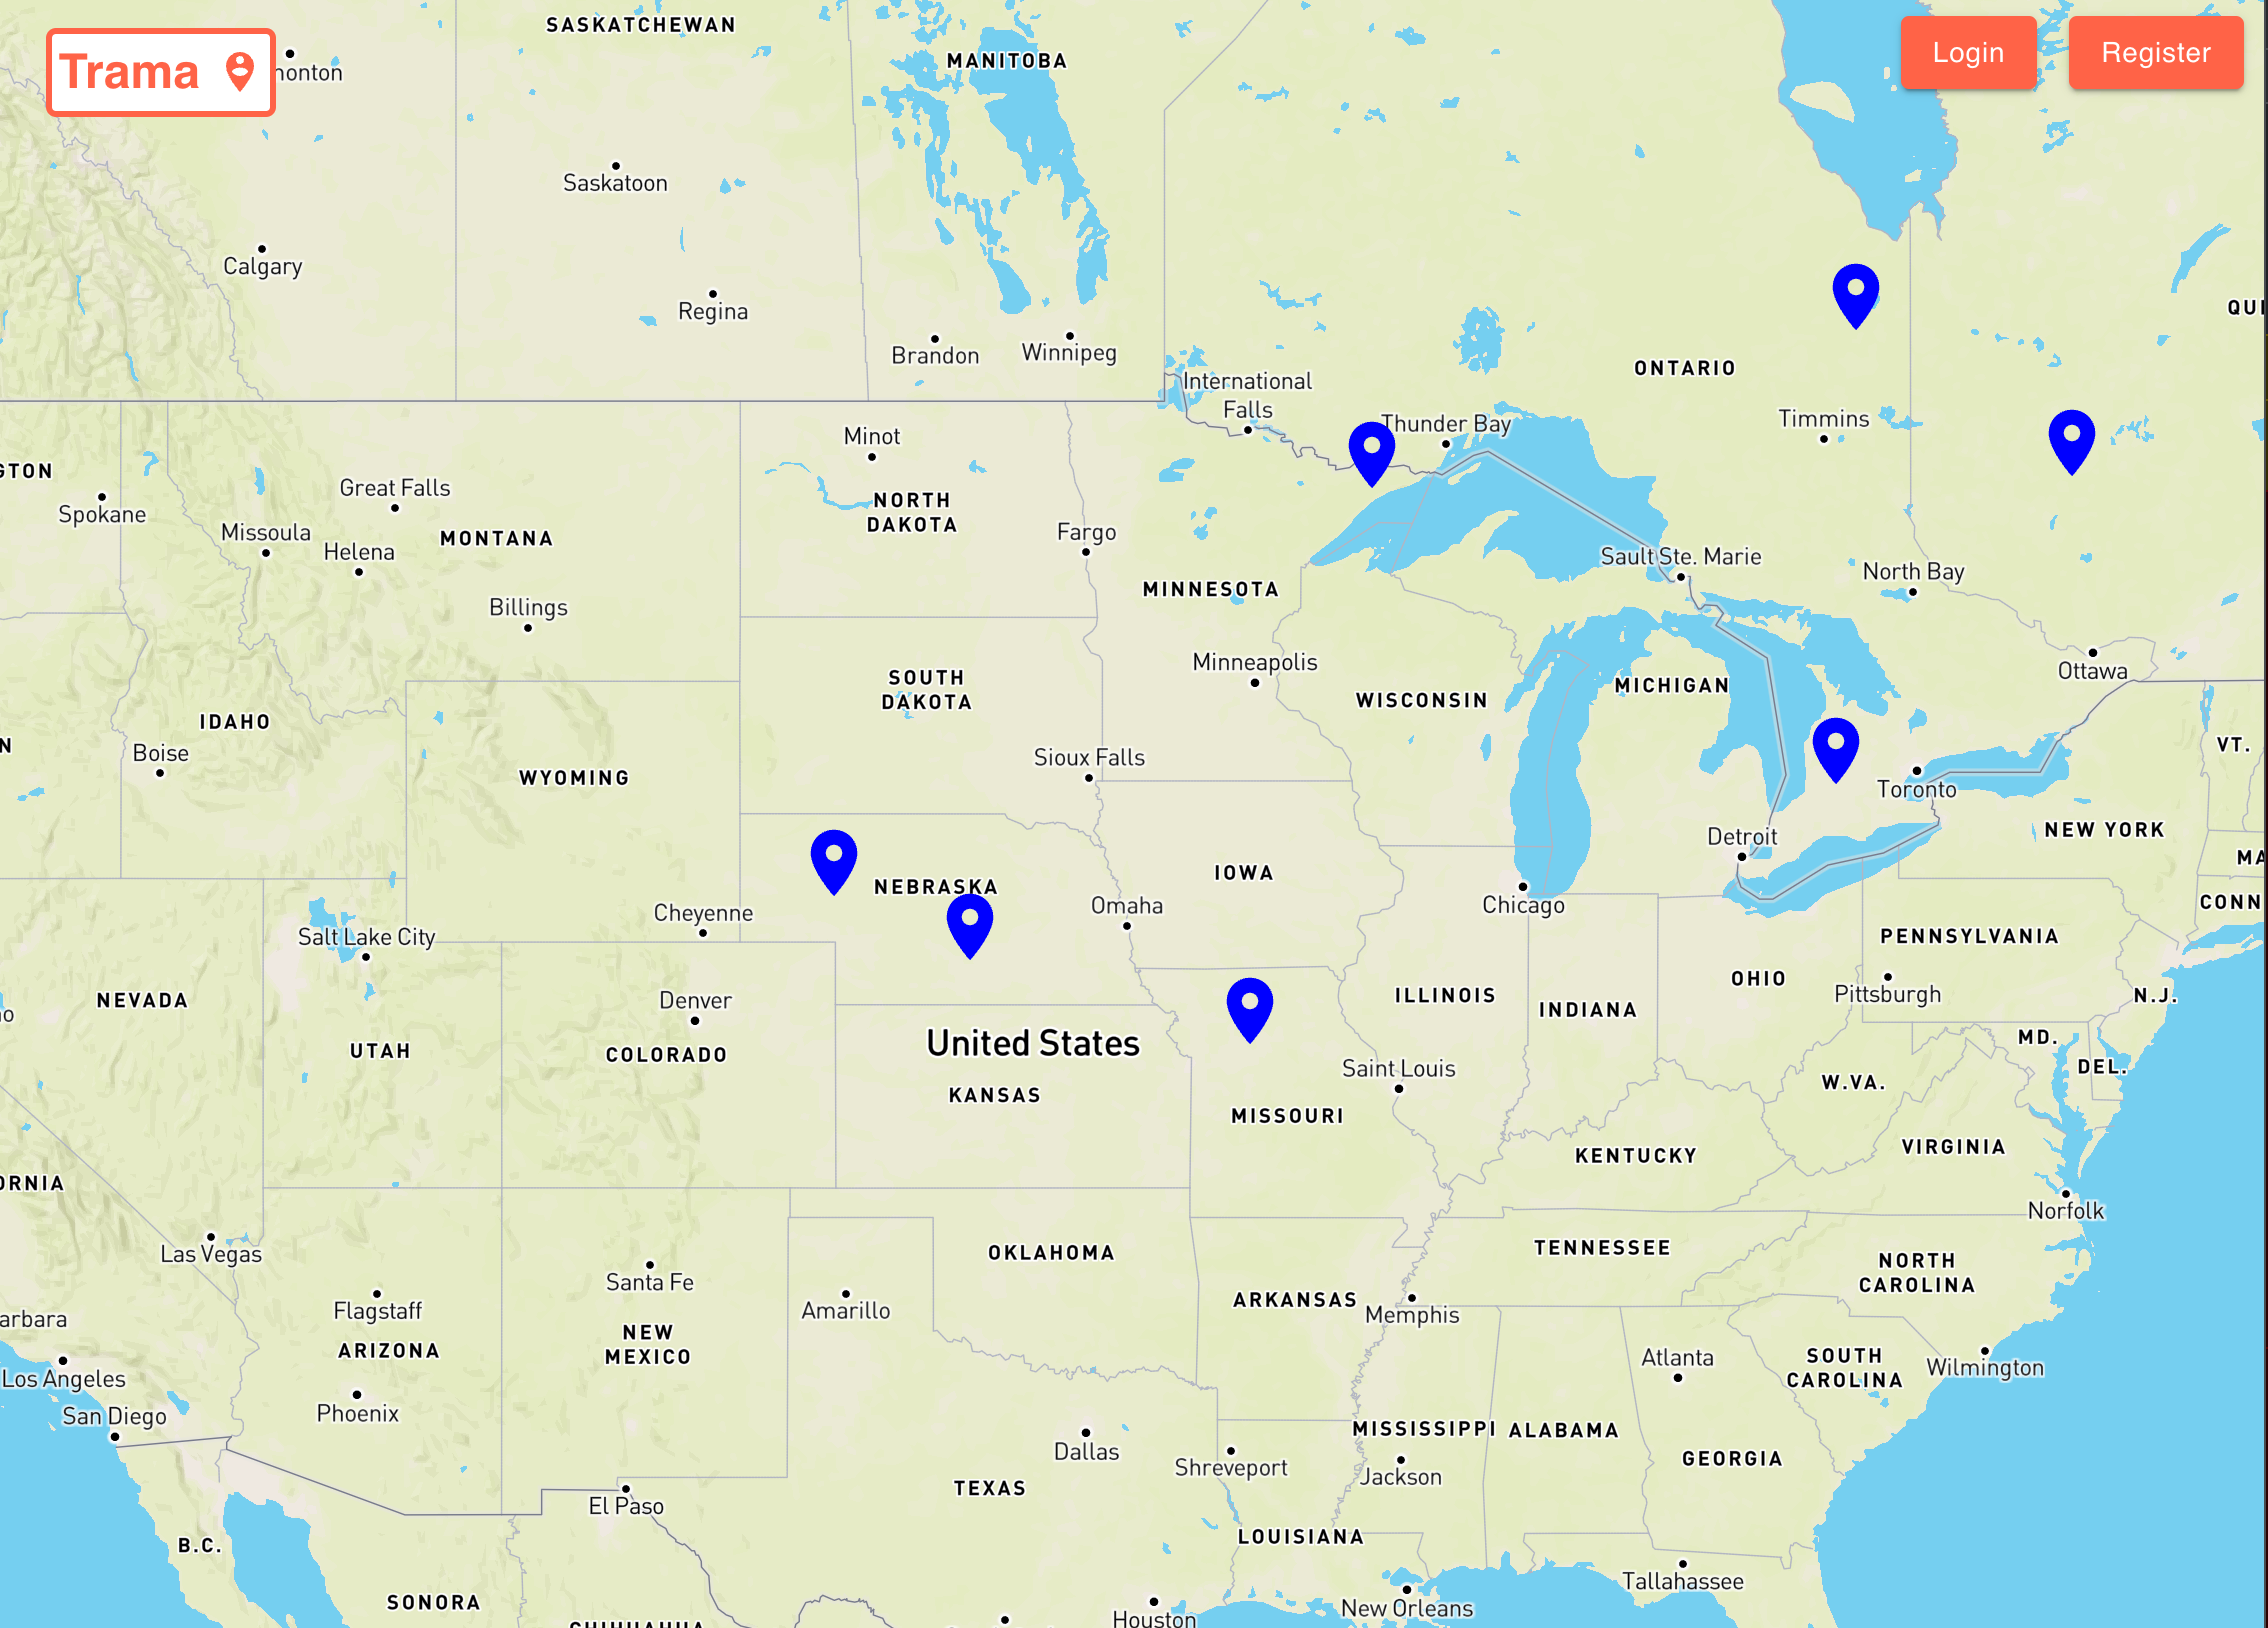 SASKATCHEWAN
MANITOBA
Trama
Login
Register
monton
Saskatoon
Calgary
Regina
Brandon
Winnipeg
QUE
ONTARIO
International
Falls
Thunder Bay
Timmins
Minot
GTON
Spokane
Great Falls
Missoula
Helena
MONTANA
NORTH
DAKOTA
Fargo
Sault Ste. Marie
North Bay
MINNESOTA
Billings
Minneapolis
Ottawa
SOUTH
DAKOTA
WISCONSIN
MICHIGAN
IDAHO
N
Boise
WYOMING
Sioux Falls
VT.
Toronto
Detroit
NEW YORK
MA
NEBRASKA
IOWA
Cheyenne
Omaha
Chicago
CONN
Salt Lake City
PENNSYLVANIA
NEVADA
Denver
ILLINOIS
INDIANA
OHIO
Pittsburgh
N.J.
o
UTAH
COLORADO
United States
MD.
DEL.
KANSAS
Saint Louis
W.VA.
MISSOURI
VIRGINIA
KENTUCKY
ORNIA
Norfolk
Las Vegas
OKLAHOMA
TENNESSEE
NORTH
CAROLINA
Santa Fe
Flagstaff
Amarillo
ARKANSAS
Memphis
arbara
ARIZONA
NEW
MEXICO
Atlanta
SOUTH
CAROLINA
Wilmington
Los Angeles
Phoenix
San Diego
Dallas
MISSISSIPPI
ALABAMA
GEORGIA
Shreveport
Jackson
TEXAS
El Paso
LOUISIANA
B.C.
Tallahassee
SONORA
New Orleans
Houston
CHIHUAHUA